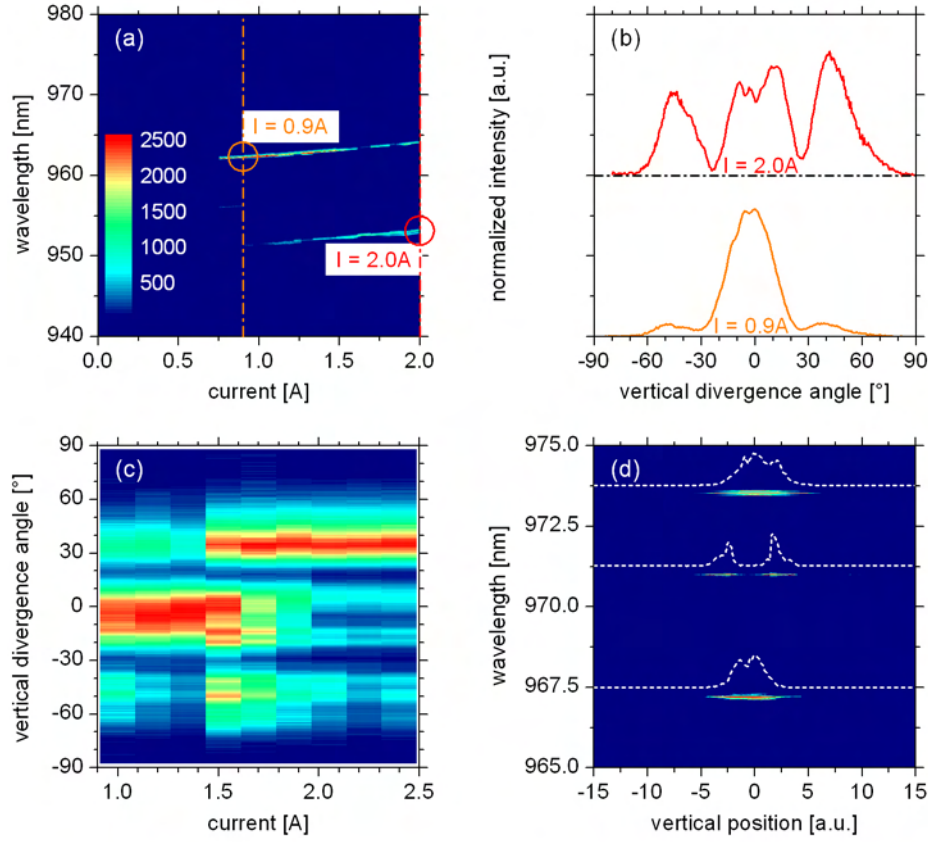 (a)
wavelength [nm]
980
970
960
950
940
2500
2000
1500
1000
500
I = 0.9A
I = 2.0A
0.0 0.5 1.0 1.5 2.0
current [A]
(b)
normalized intensity [a.u.]
I = 2.0A
I = 0.9A
-90 -60 -30 0 30 60 90
vertical divergence angle [°]
(c)
vertical divergence angle [°]
90
60
30
0
-30
-60
-90
1.0 1.5 2.0 2.5
current [A]
(d)
wavelength [nm]
975.0
972.5
970.0
967.5
965.0
-15 -10 -5 0 5 10 15
vertical position [a.u.]